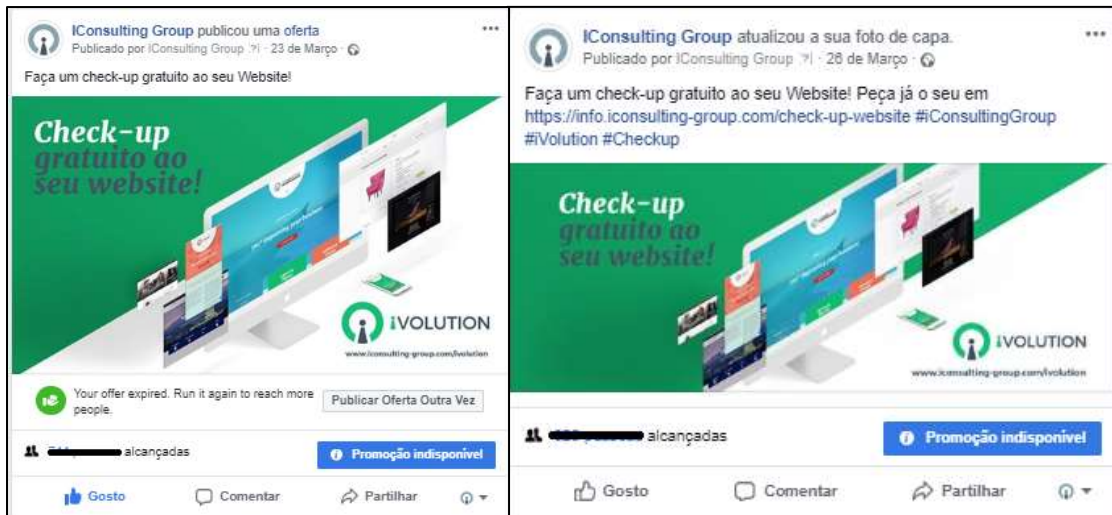 IConsulting Group publicou uma oferta
Publicado por IConsulting Group · 23 de Março ·
Faça um check-up gratuito ao seu Website!
Check-up
gratuito ao
seu website!
iVOLUTION
www.iconsulting-group.com/ivolution
Your offer expired. Run it again to reach more
people.
Publicar Oferta Outra Vez
alcançadas
Promoção indisponível
Gosto
Comentar
Partilhar
IConsulting Group atualizou a sua foto de capa.
Publicado por IConsulting Group · 26 de Março ·
Faça um check-up gratuito ao seu Website! Peça já o seu em
https://info.iconsulting-group.com/check-up-website #iConsultingGroup
#iVolution #Checkup
Check-up
gratuito ao
seu website!
iVOLUTION
www.iconsulting-group.com/ivolution
alcançadas
Promoção indisponível
Gosto
Comentar
Partilhar